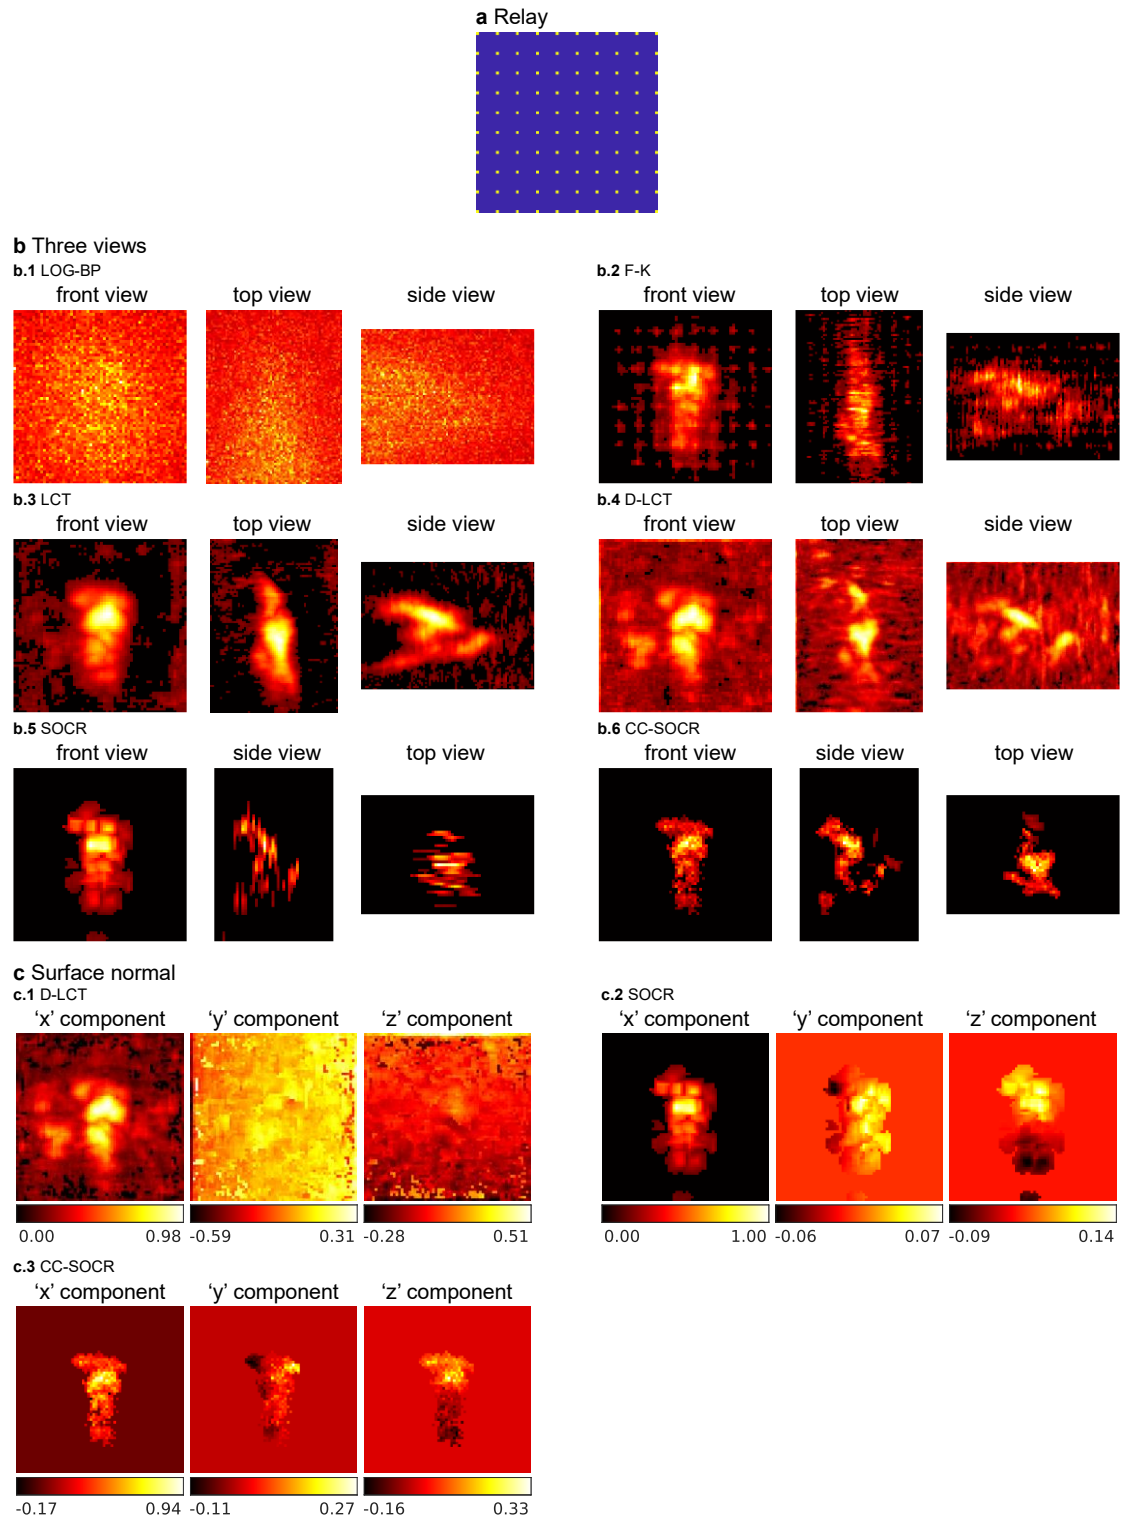 a Relay
b Three views
b.1 LOG-BP
front view top view side view
b.2 F-K
front view top view side view
b.3 LCT
front view top view side view
b.4 D-LCT
front view top view side view
b.5 SOCR
front view side view top view
b.6 CC-SOCR
front view side view top view
c Surface normal
c.1 D-LCT
‘x’ component ‘y’ component ‘z’ component
0.00 0.98 -0.59 0.31 -0.28 0.51
c.2 SOCR
‘x’ component ‘y’ component ‘z’ component
0.00 1.00 -0.06 0.07 -0.09 0.14
c.3 CC-SOCR
‘x’ component ‘y’ component ‘z’ component
-0.17 0.94 -0.11 0.27 -0.16 0.33